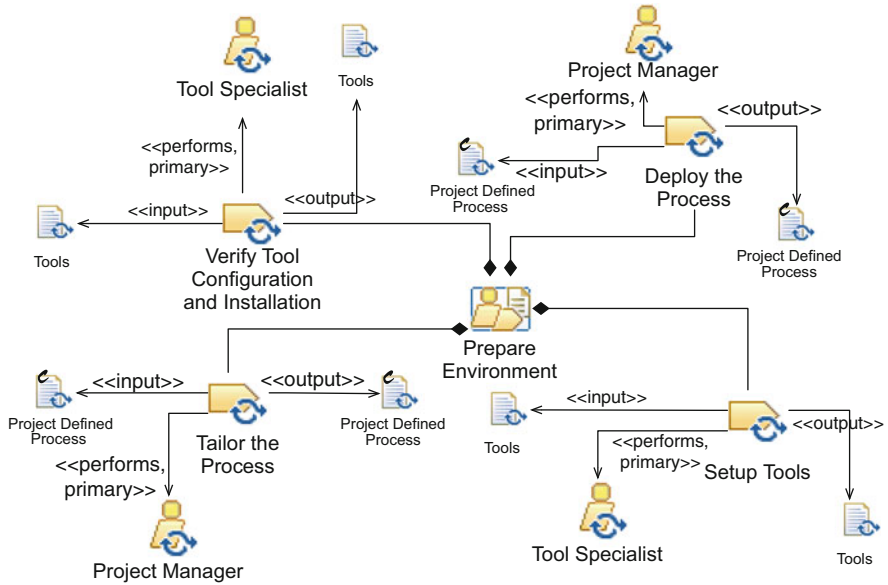 Tool Specialist
Tools
<<performs,
primary>>
<<input>>
<<output>>
Tools
Verify Tool
Configuration
and Installation
Project Manager
<<performs,
primary>>
<<output>>
<<input>>
Project Defined
Process
Deploy the
Process
Project Defined
Process
Prepare
Environment
<<input>>
<<output>>
Project Defined
Process
Tailor the
Process
Project Defined
Process
<<performs,
primary>>
Project Manager
<<input>>
Tools
<<output>>
<<performs,
primary>>
Setup Tools
Tool Specialist
Tools